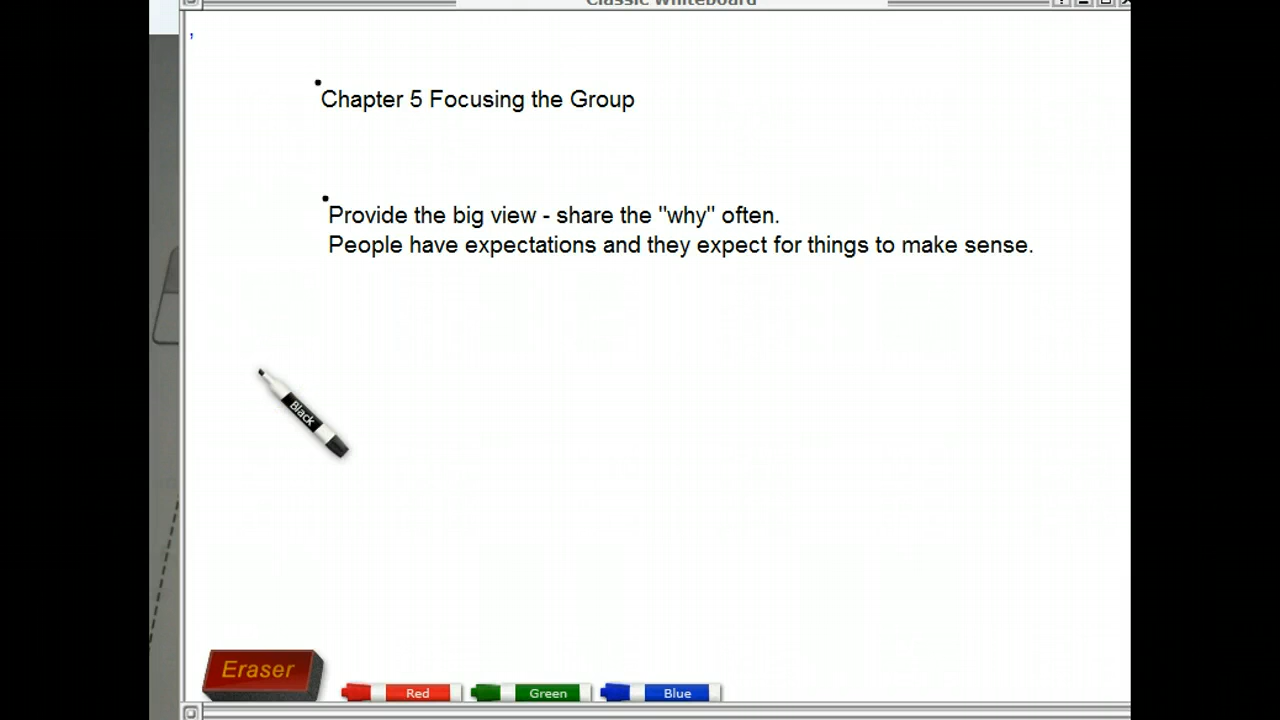 Classic Whiteboard
,
Chapter 5 Focusing the Group
Provide the big view - share the "why" often.
People have expectations and they expect for things to make sense.
Black
Eraser
Red Green Blue